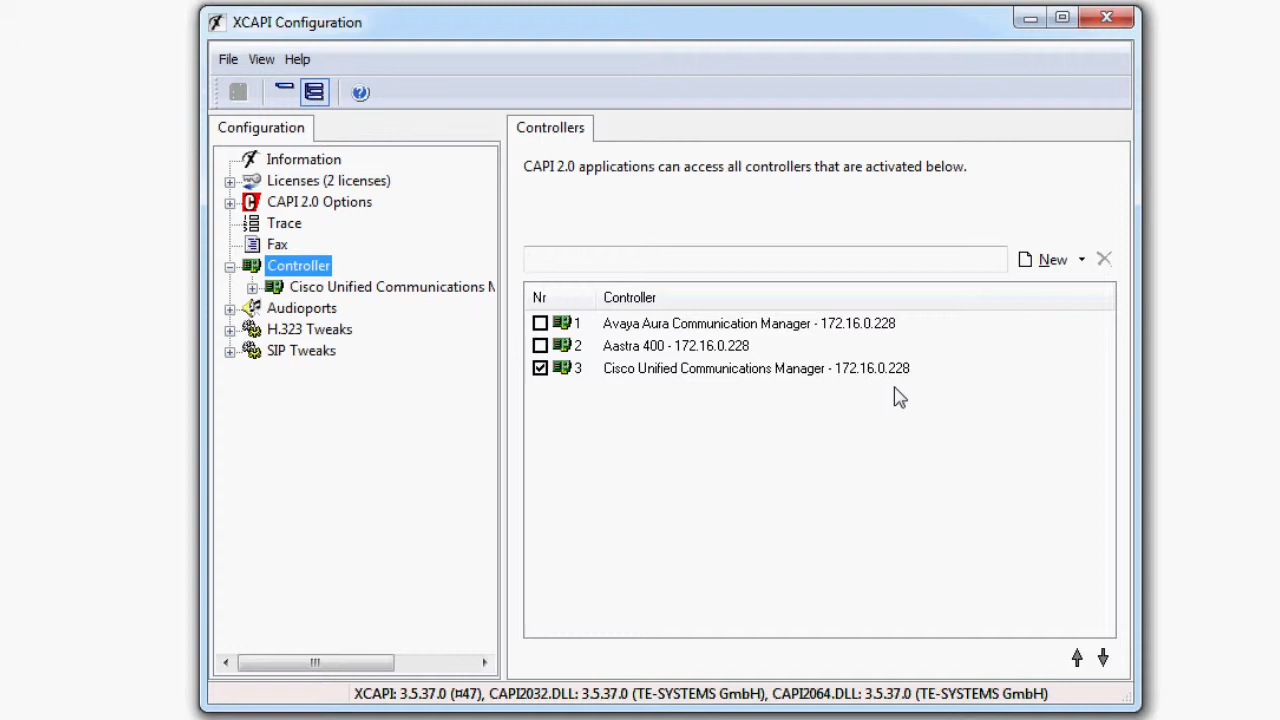 XCAPI Configuration
File View Help
Configuration
Information
Licenses (2 licenses)
CAPI 2.0 Options
Trace
Fax
Controller
Cisco Unified Communications M
Audioports
H.323 Tweaks
SIP Tweaks
Controllers
CAPI 2.0 applications can access all controllers that are activated below.
New
Nr Controller
1 Avaya Aura Communication Manager - 172.16.0.228
2 Aastra 400 - 172.16.0.228
3 Cisco Unified Communications Manager - 172.16.0.228
XCAPI: 3.5.37.0 (#47), CAPI2032.DLL: 3.5.37.0 (TE-SYSTEMS GmbH), CAPI2064.DLL: 3.5.37.0 (TE-SYSTEMS GmbH)